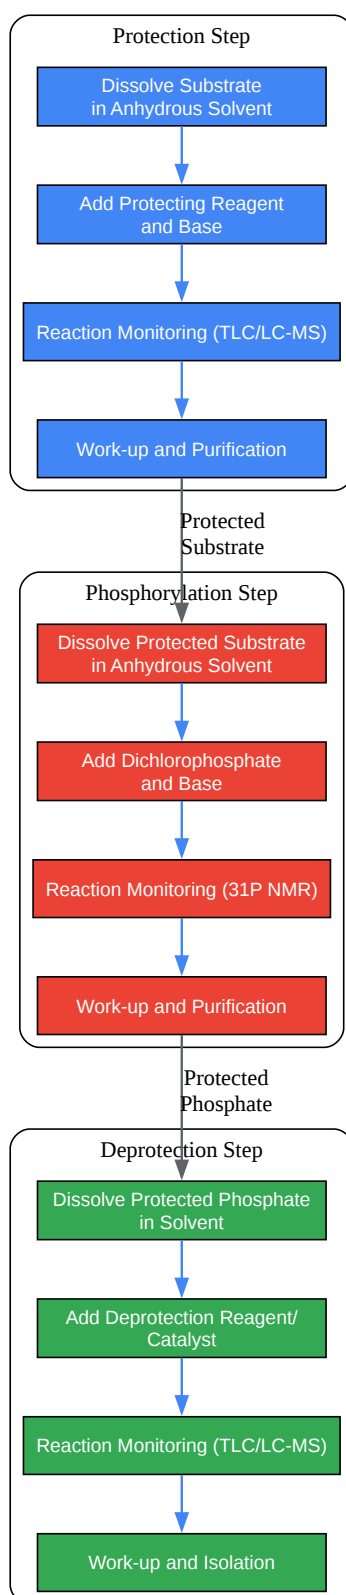 Protection Step
Dissolve Substrate
in Anhydrous Solvent
Add Protecting Reagent
and Base
Reaction Monitoring (TLC/LC-MS)
Work-up and Purification
Protected
Substrate
Phosphorylation Step
Dissolve Protected Substrate
in Anhydrous Solvent
Add Dichlorophosphate
and Base
Reaction Monitoring (31P NMR)
Work-up and Purification
Protected
Phosphate
Deprotection Step
Dissolve Protected Phosphate
in Solvent
Add Deprotection Reagent/
Catalyst
Reaction Monitoring (TLC/LC-MS)
Work-up and Isolation